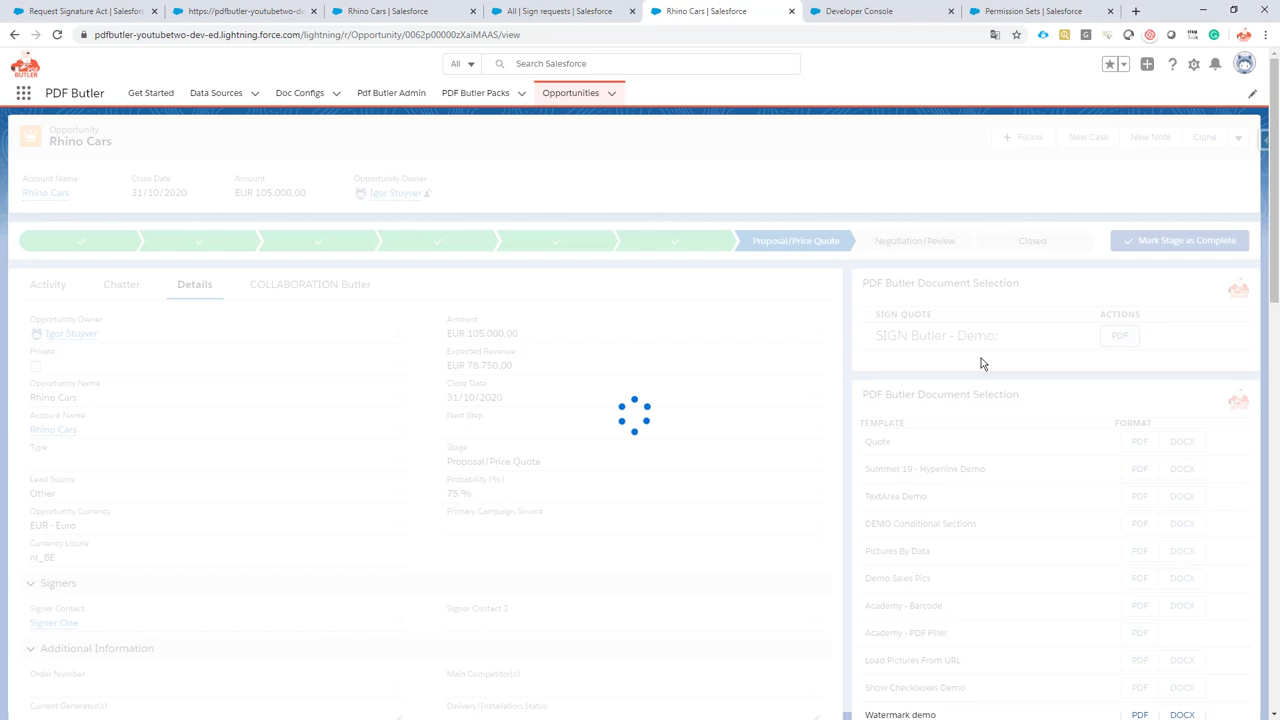 Request Signature Act | Salesforc
https://pdfbutler-youtubetwo-de
Rhino Cars | Salesforce
All | Sign requests | Salesforce
Rhino Cars | Salesforce
Developer Console
Permission Sets | Salesforce
pdfbutler-youtubetwo-dev-ed.lightning.force.com/lightning/r/Opportunity/0062p00000zXaiMAAS/view
BUTLER
All
Search Salesforce
PDF Butler
Get Started
Data Sources
Doc Configs
Pdf Butler Admin
PDF Butler Packs
Opportunities
Opportunity
Rhino Cars
Follow
New Case
New Note
Clone
Account Name
Close Date
Amount
Opportunity Owner
Rhino Cars
31/10/2020
EUR 105.000,00
Igor Stuyver
Proposal/Price Quote
Negotiation/Review
Closed
Mark Stage as Complete
Activity
Chatter
Details
COLLABORATION Butler
Opportunity Owner
Igor Stuyver
Private
Opportunity Name
Rhino Cars
Account Name
Rhino Cars
Type
Lead Source
Other
Opportunity Currency
EUR - Euro
Currency Locale
nl_BE
Amount
EUR 105.000,00
Expected Revenue
EUR 78.750,00
Close Date
31/10/2020
Next Step
Stage
Proposal/Price Quote
Probability (%)
75 %
Primary Campaign Source
Signers
Signer Contact
Signer One
Signer Contact 2
Additional Information
Order Number
Main Competitor(s)
Current Generator(s)
Delivery/Installation Status
PDF Butler Document Selection
SIGN QUOTE
ACTIONS
SIGN Butler - Demo:
PDF
PDF Butler Document Selection
TEMPLATE
FORMAT
Quote
PDF
DOCX
Summer 19 - Hyperlink Demo
PDF
DOCX
TextArea Demo
PDF
DOCX
DEMO Conditional Sections
PDF
DOCX
Pictures By Data
PDF
DOCX
Demo Sales Pics
PDF
DOCX
Academy - Barcode
PDF
DOCX
Academy - PDF Filler
PDF
Load Pictures From URL
PDF
DOCX
Show Checkboxes Demo
PDF
DOCX
Watermark demo
PDF
DOCX